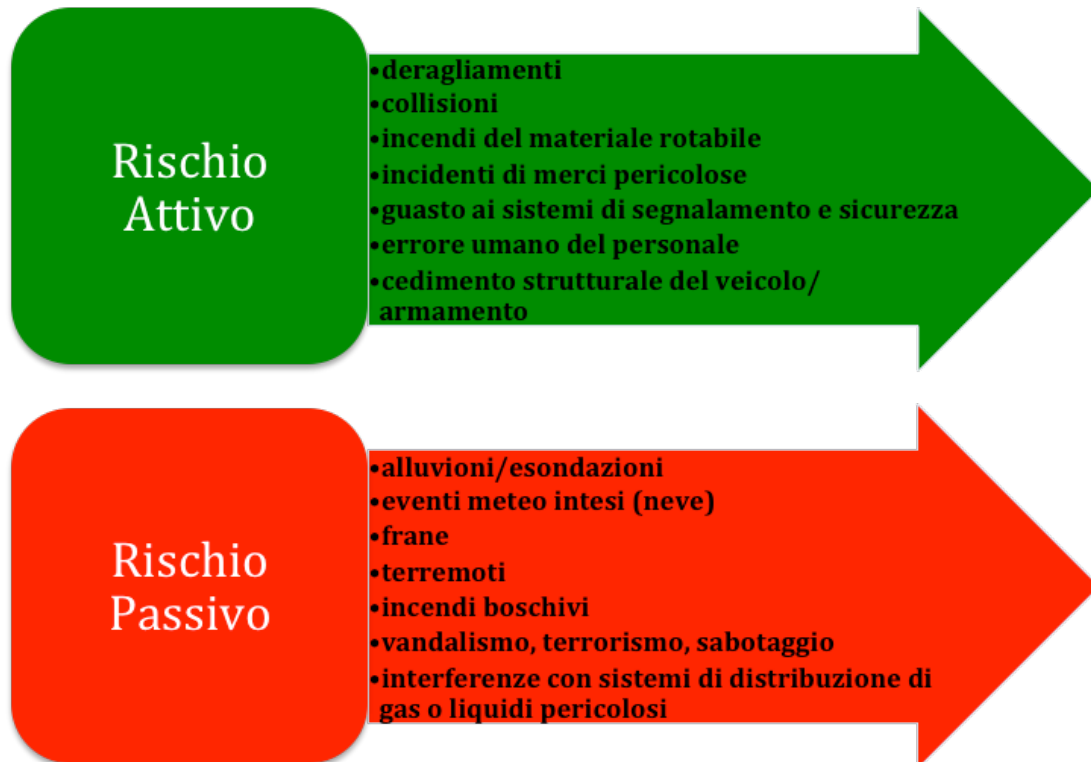 Rischio
Attivo
•deragliamenti
•collisioni
•incendi del materiale rotabile
•incidenti di merci pericolose
•guasto ai sistemi di segnalamento e sicurezza
•errore umano del personale
•cedimento strutturale del veicolo/
armamento
Rischio
Passivo
•alluvioni/esondazioni
•eventi meteo intesi (neve)
•frane
•terremoti
•incendi boschivi
•vandalismo, terrorismo, sabotaggio
•interferenze con sistemi di distribuzione di
gas o liquidi pericolosi